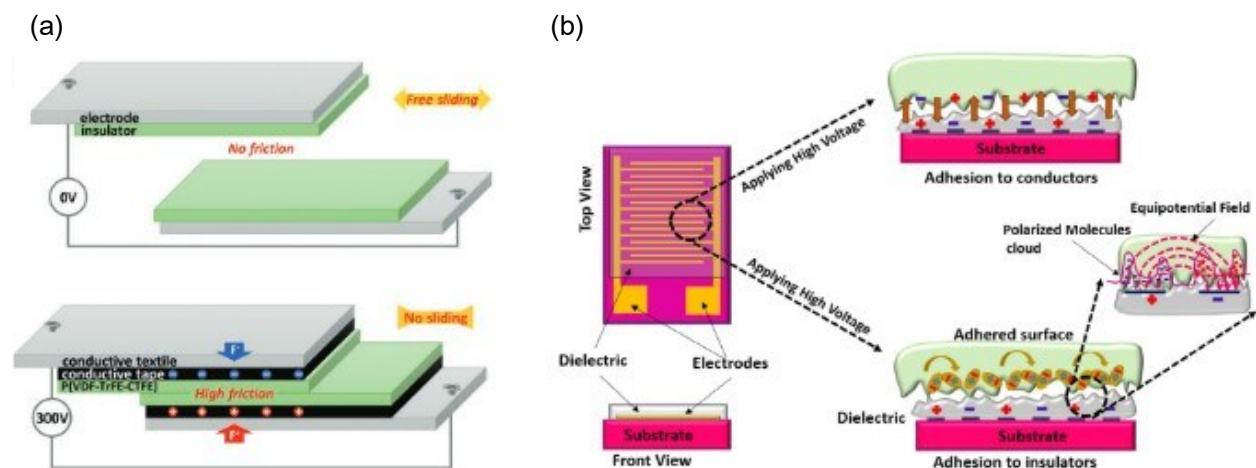 (a)
electrode
insulator
Free sliding
No friction
0V
No sliding
F
conductive textile
conductive tape
P(VDF-TrFE-CTFE)
High friction
300V
F
(b)
Top View
Applying High Voltage
Applying High Voltage
Dielectric
Electrodes
Substrate
Front View
Substrate
Adhesion to conductors
Equipotential Field
Polarized Molecules
cloud
Adhered surface
Dielectric
Substrate
Adhesion to insulators